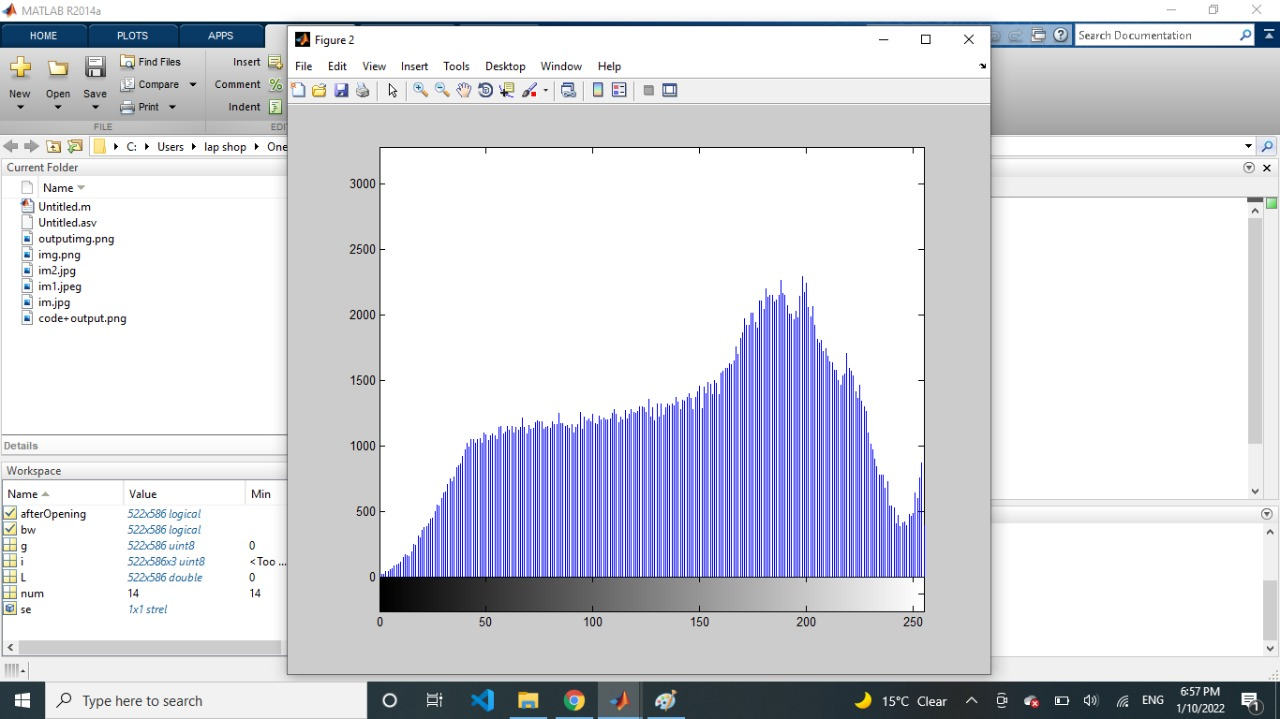 MATLAB R2014a
HOME PLOTS APPS
Search Documentation
New Open Save
Find Files
Compare
Print
Insert
Comment
Indent
FILE
EDI
C: Users lap shop One
Current Folder
Name
Untitled.m
Untitled.asv
outputimg.png
img.png
im2.jpg
im1.jpeg
im.jpg
code+output.png
Details
Workspace
Name Value Min
afterOpening 522x586 logical
bw 522x586 logical
g 522x586 uint8 0
i 522x586x3 uint8 <Too ...
L 522x586 double 0
num 14 14
se 1x1 strel
Figure 2
File Edit View Insert Tools Desktop Window Help
3000
2500
2000
1500
1000
500
0
0 50 100 150 200 250
Type here to search
15°C Clear
ENG
6:57 PM
1/10/2022
1